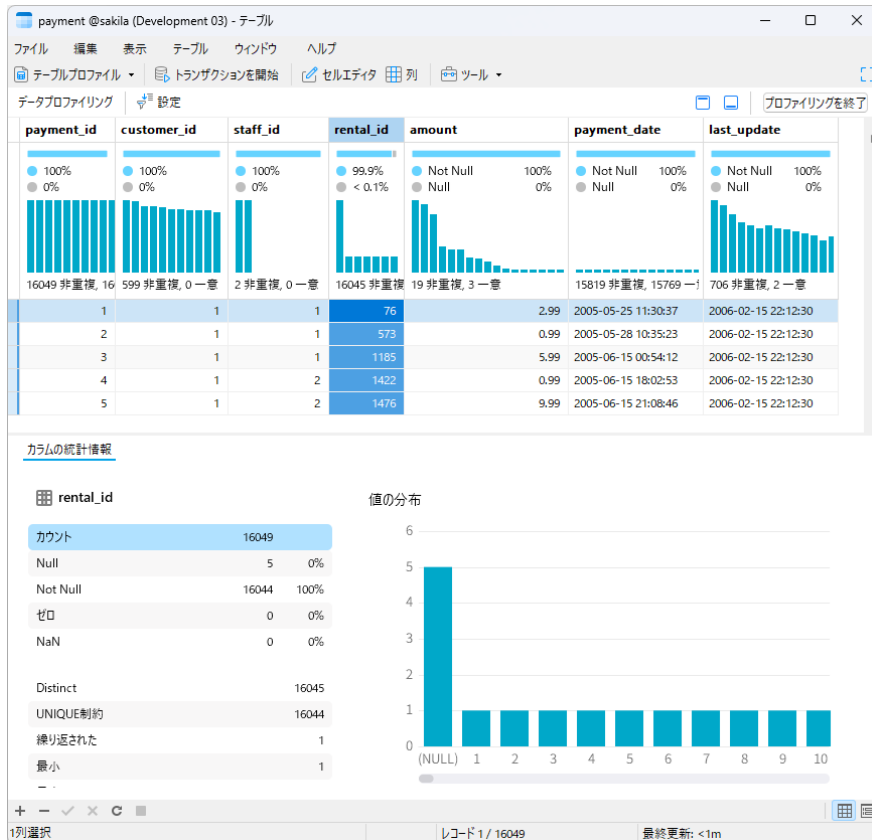 payment @sakila (Development 03) - テーブル
ファイル 編集 表示 テーブル ウィンドウ ヘルプ
テーブルプロファイル トランザクションを開始 セルエディタ 列 ツール
データプロファイリング 設定 プロファイリングを終了
payment_id customer_id staff_id rental_id amount payment_date last_update
100% 100% 100% 99.9% Not Null 100% Not Null 100% Not Null 100%
0% 0% 0% < 0.1% Null 0% Null 0% Null 0%
16049 非重複, 16 599 非重複, 0 一意 2 非重複, 0 一意 16045 非重複 19 非重複, 3 一意 15819 非重複, 15769 一 706 非重複, 2 一意
1 1 1 76 2.99 2005-05-25 11:30:37 2006-02-15 22:12:30
2 1 1 573 0.99 2005-05-28 10:35:23 2006-02-15 22:12:30
3 1 1 1185 5.99 2005-06-15 00:54:12 2006-02-15 22:12:30
4 1 2 1422 0.99 2005-06-15 18:02:53 2006-02-15 22:12:30
5 1 2 1476 9.99 2005-06-15 21:08:46 2006-02-15 22:12:30
カラムの統計情報
rental_id
カウント 16049
Null 5 0%
Not Null 16044 100%
ゼロ 0 0%
NaN 0 0%
Distinct 16045
UNIQUE制約 16044
繰り返された 1
最小 1
値の分布
6
5
4
3
2
1
0
(NULL) 1 2 3 4 5 6 7 8 9 10
1列選択 レコード 1 / 16049 最終更新: <1m